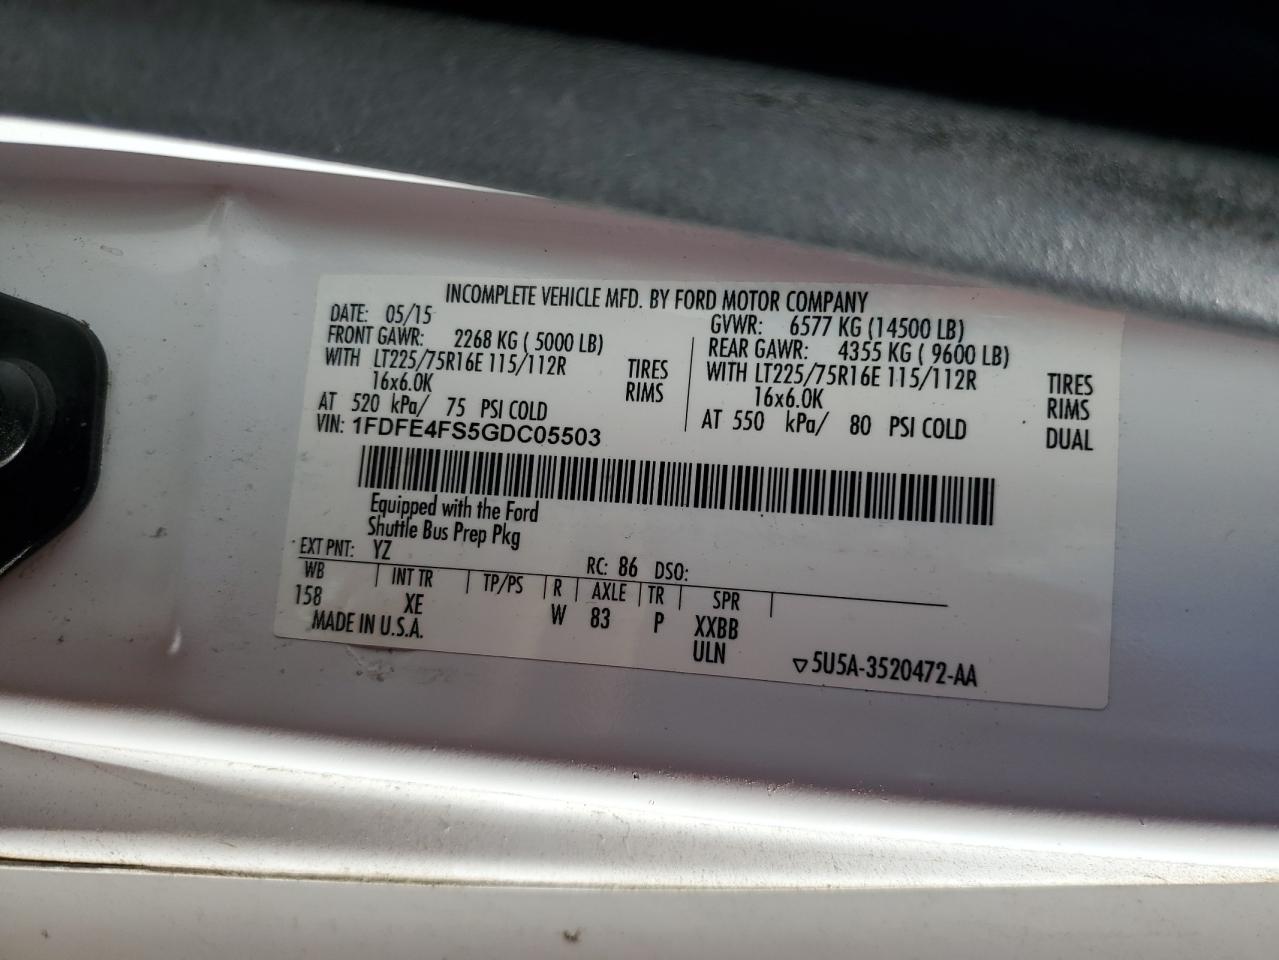 INCOMPLETE VEHICLE MFD. BY FORD MOTOR COMPANY
DATE: 05/15
FRONT GAWR: 2268 KG ( 5000 LB)
WITH LT225/75R16E 115/112R TIRES
16x6.0K RIMS
AT 520 kPa/ 75 PSI COLD
GVWR: 6577 KG (14500 LB)
REAR GAWR: 4355 KG ( 9600 LB)
WITH LT225/75R16E 115/112R TIRES
16x6.0K RIMS
AT 550 kPa/ 80 PSI COLD DUAL
VIN: 1FDFE4FS5GDC05503
Equipped with the Ford
Shuttle Bus Prep Pkg
EXT PNT: YZ RC: 86 DSO:
WB INT TR TP/PS R AXLE TR SPR
158 XE W 83 P XXBB
MADE IN U.S.A. ULN
▽5U5A-3520472-AA